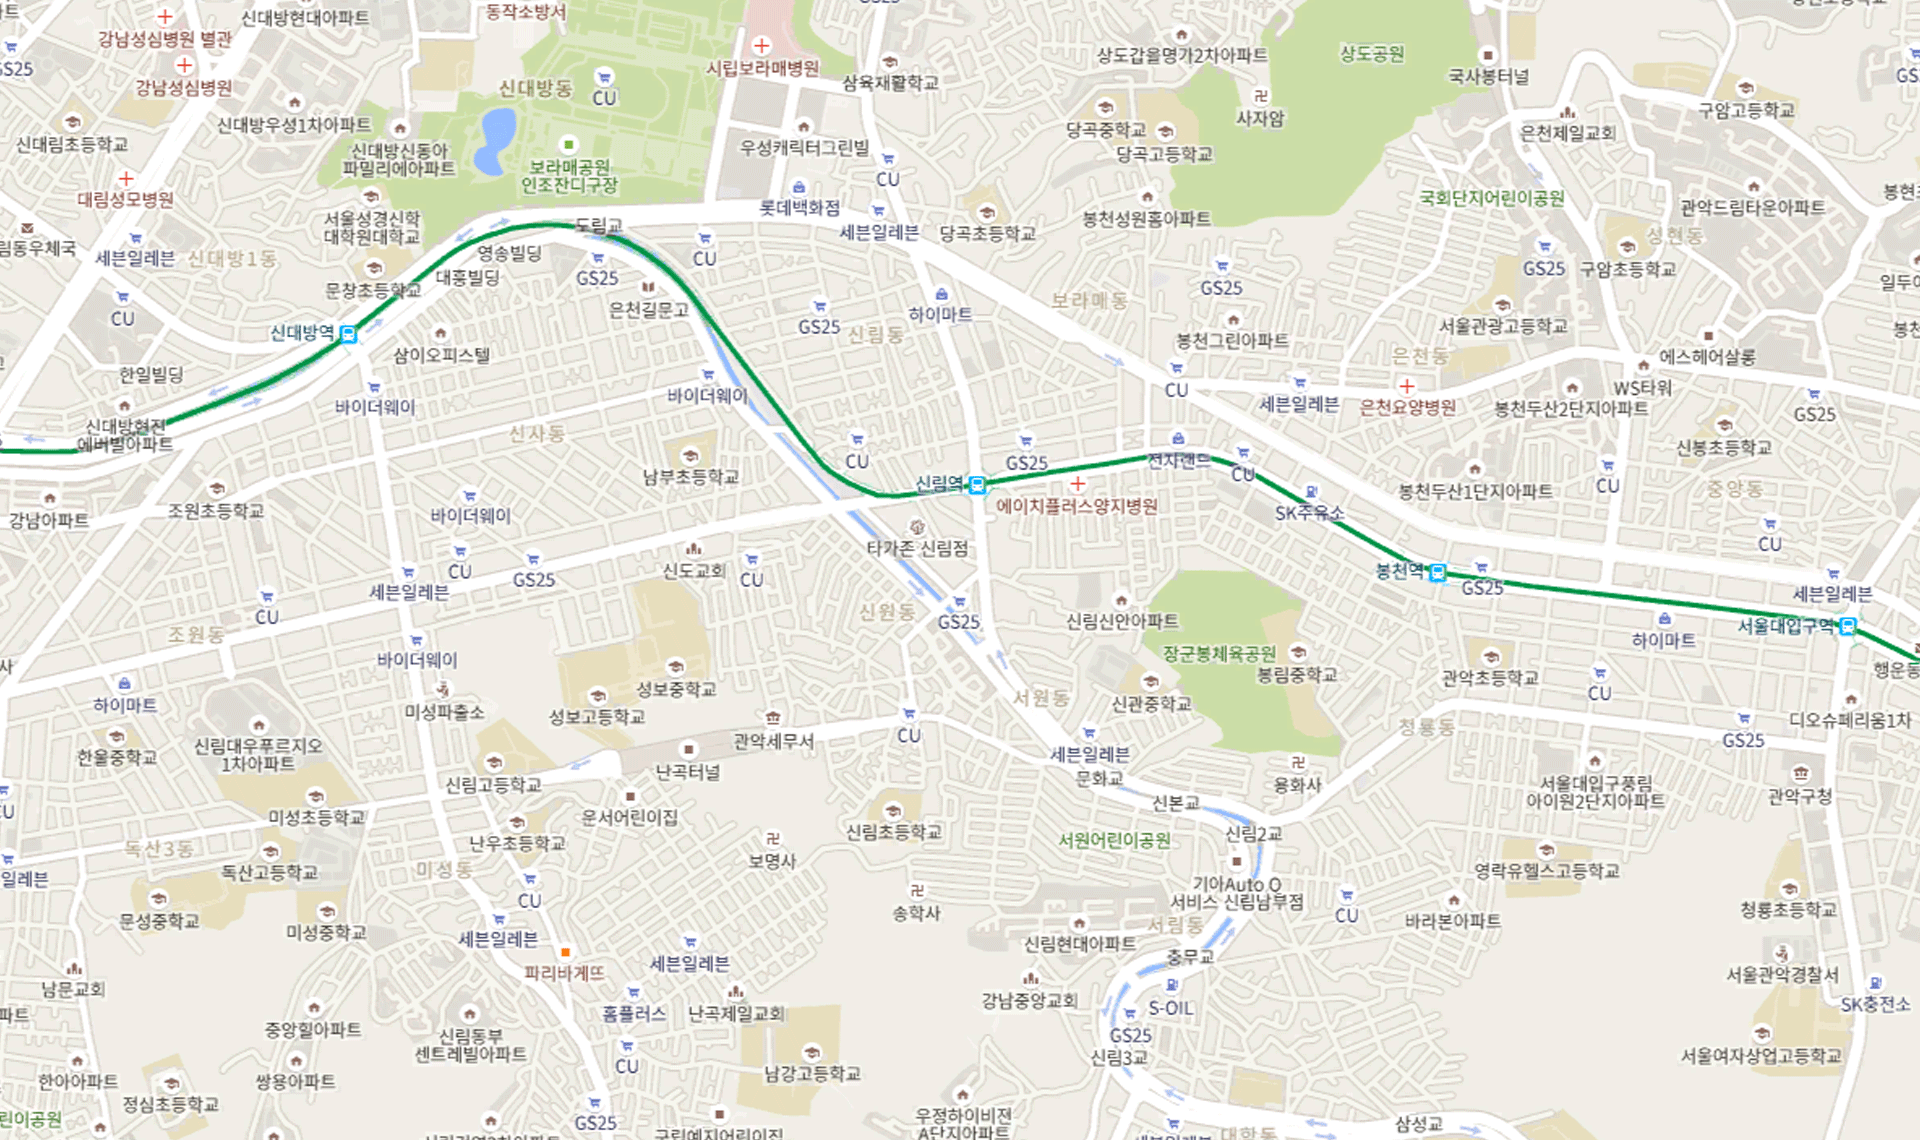 신대방현대아파트
동작소방서
강남성심병원 별관
강남성심병원
GS25
신대방동
CU
시립보라매병원
삼육재활학교
상도갑을명가2차아파트
상도공원
국사봉터널
구암고등학교
은천제일교회
사자암
당곡중학교
당곡고등학교
신대방우성1차아파트
신대림초등학교
신대방신동아
파밀리에아파트
보라매공원
인조잔디구장
우성캐릭터그린빌
CU
대림성모병원
서울성경신학
대학원대학교
롯데백화점
세븐일레븐
당곡초등학교
봉천성원홈아파트
국회단지어린이공원
관악드림타운아파트
성현동
구암초등학교
GS25
도림교
영송빌딩
대흥빌딩
림동우체국
세븐일레븐
신대방1동
문창초등학교
CU
GS25
은천길문고
GS25
신림동
하이마트
보라매동
GS25
봉천그린아파트
서울관광고등학교
은천동
에스헤어살롱
WS타워
CU
신대방역
삼이오피스텔
한일빌딩
바이더웨이
바이더웨이
CU
세븐일레븐
은천요양병원
봉천두산2단지아파트
GS25
신대방현진
에버빌아파트
신사동
남부초등학교
CU
GS25
전자랜드
CU
신봉초등학교
신림역
에이치플러스양지병원
SK주유소
봉천두산1단지아파트
CU
중앙동
강남아파트
조원초등학교
바이더웨이
타가존 신림점
CU
CU
GS25
신도교회
CU
세븐일레븐
CU
봉천역
GS25
세븐일레븐
서울대입구역
하이마트
행운동
조원동
신원동
GS25
신림신안아파트
장군봉체육공원
봉림중학교
관악초등학교
CU
바이더웨이
성보중학교
성보고등학교
미성파출소
하이마트
서원동
신관중학교
청룡동
디오슈페리움1차
GS25
한울중학교
신림대우푸르지오
1차아파트
관악세무서
CU
난곡터널
세븐일레븐
문화교
용화사
서울대입구풍림
아이원2단지아파트
관악구청
신림고등학교
신본교
미성초등학교
운서어린이집
난우초등학교
신림초등학교
서원어린이공원
신림2교
보명사
독산3동
독산고등학교
미성동
일레븐
CU
송학사
기아Auto Q
서비스 신림남부점
서림동
CU
영락유헬스고등학교
바라본아파트
청룡초등학교
문성중학교
미성중학교
세븐일레븐
파리바게뜨
세븐일레븐
신림현대아파트
충무교
서울관악경찰서
남문교회
홈플러스
난곡제일교회
강남중앙교회
S-OIL
SK충전소
중앙힐아파트
신림동부
센트레빌아파트
GS25
신림3교
서울여자상업고등학교
CU
남강고등학교
한아아파트
쌍용아파트
정심초등학교
GS25
우정하이비전
A단지아파트
삼성교
린이공원
구립예지어린이집
세븐일레븐
대학동